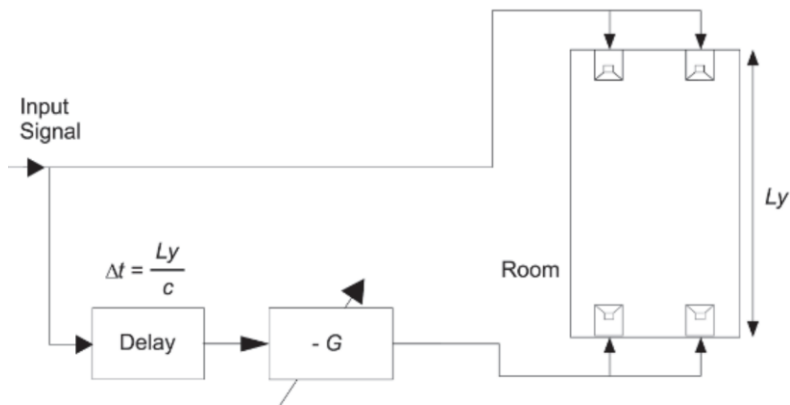 Input
Signal
Δt = Ly
c
Delay
- G
Room
Ly